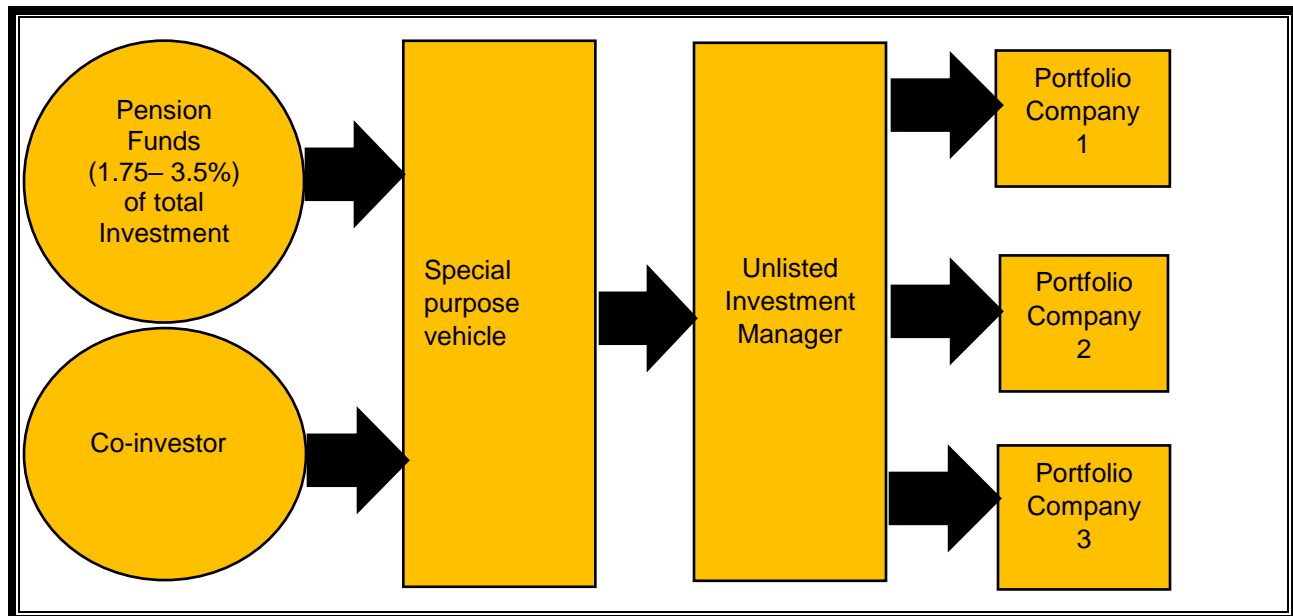 Pension
Funds
(1.75– 3.5%)
of total
Investment
Co-investor
Special
purpose
vehicle
Unlisted
Investment
Manager
Portfolio
Company
1
Portfolio
Company
2
Portfolio
Company
3